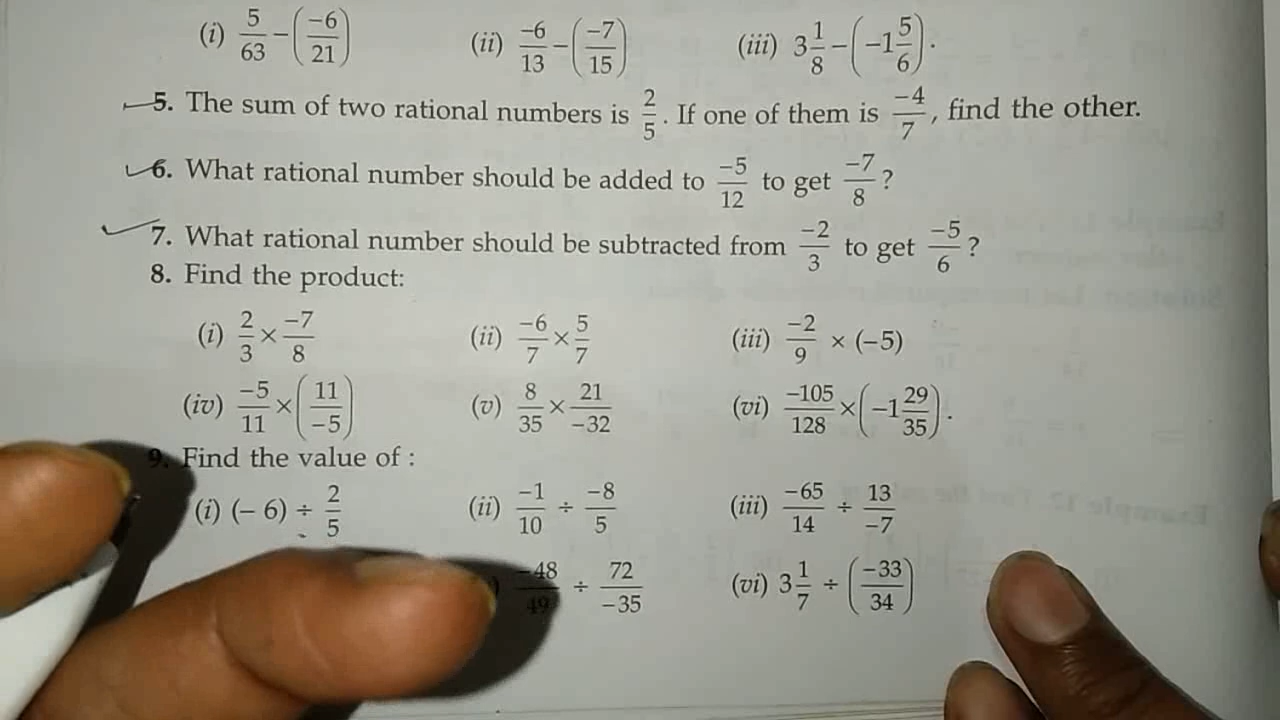 (i) 5/63 − (−6/21) (ii) −6/13 − (−7/15) (iii) 3 1/8 − (−1 5/6).
5. The sum of two rational numbers is 2/5. If one of them is −4/7, find the other.
6. What rational number should be added to −5/12 to get −7/8?
7. What rational number should be subtracted from −2/3 to get −5/6?
8. Find the product:
(i) 2/3 × −7/8 (ii) −6/7 × 5/7 (iii) −2/9 × (−5)
(iv) −5/11 × (11/−5) (v) 8/35 × 21/−32 (vi) −105/128 × (−1 29/35).
9. Find the value of :
(i) (− 6) ÷ 2/5 (ii) −1/10 ÷ −8/5 (iii) −65/14 ÷ 13/−7
−48/49 ÷ 72/−35 (vi) 3 1/7 ÷ (−33/34)